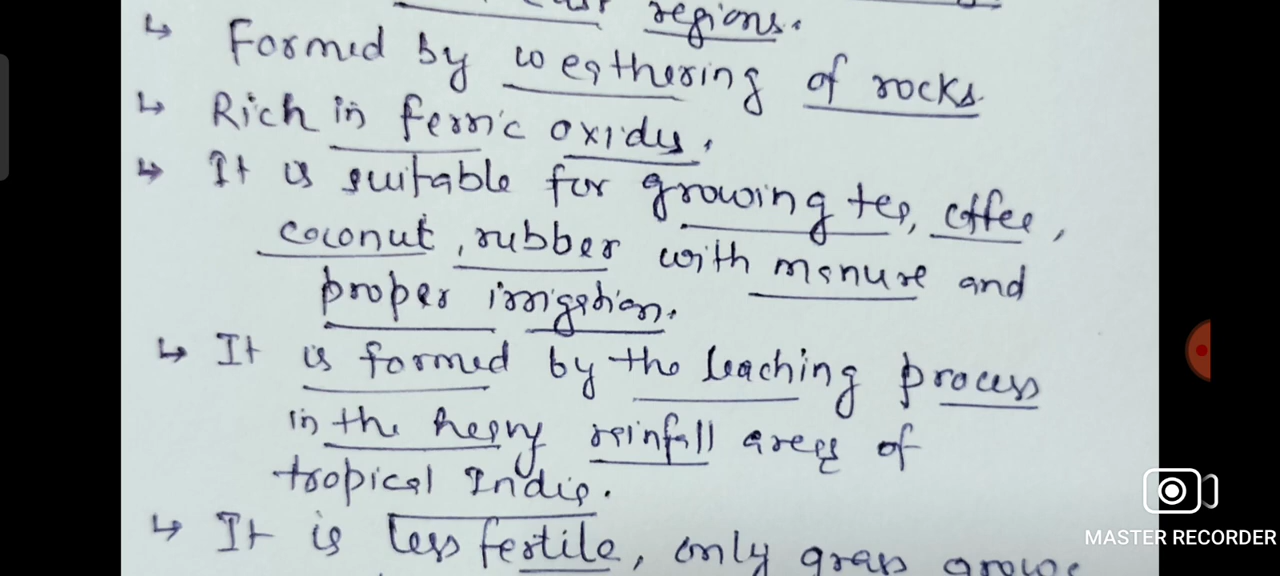 regions.
↳ Formed by weathering of rocks
↳ Rich in ferric oxides.
↳ It is suitable for growing tea, coffee,
coconut, rubber with manure and
proper irrigation.
↳ It is formed by the leaching process
in the heavy rainfall areas of
tropical India.
↳ It is less fertile, only grass grows
MASTER RECORDER